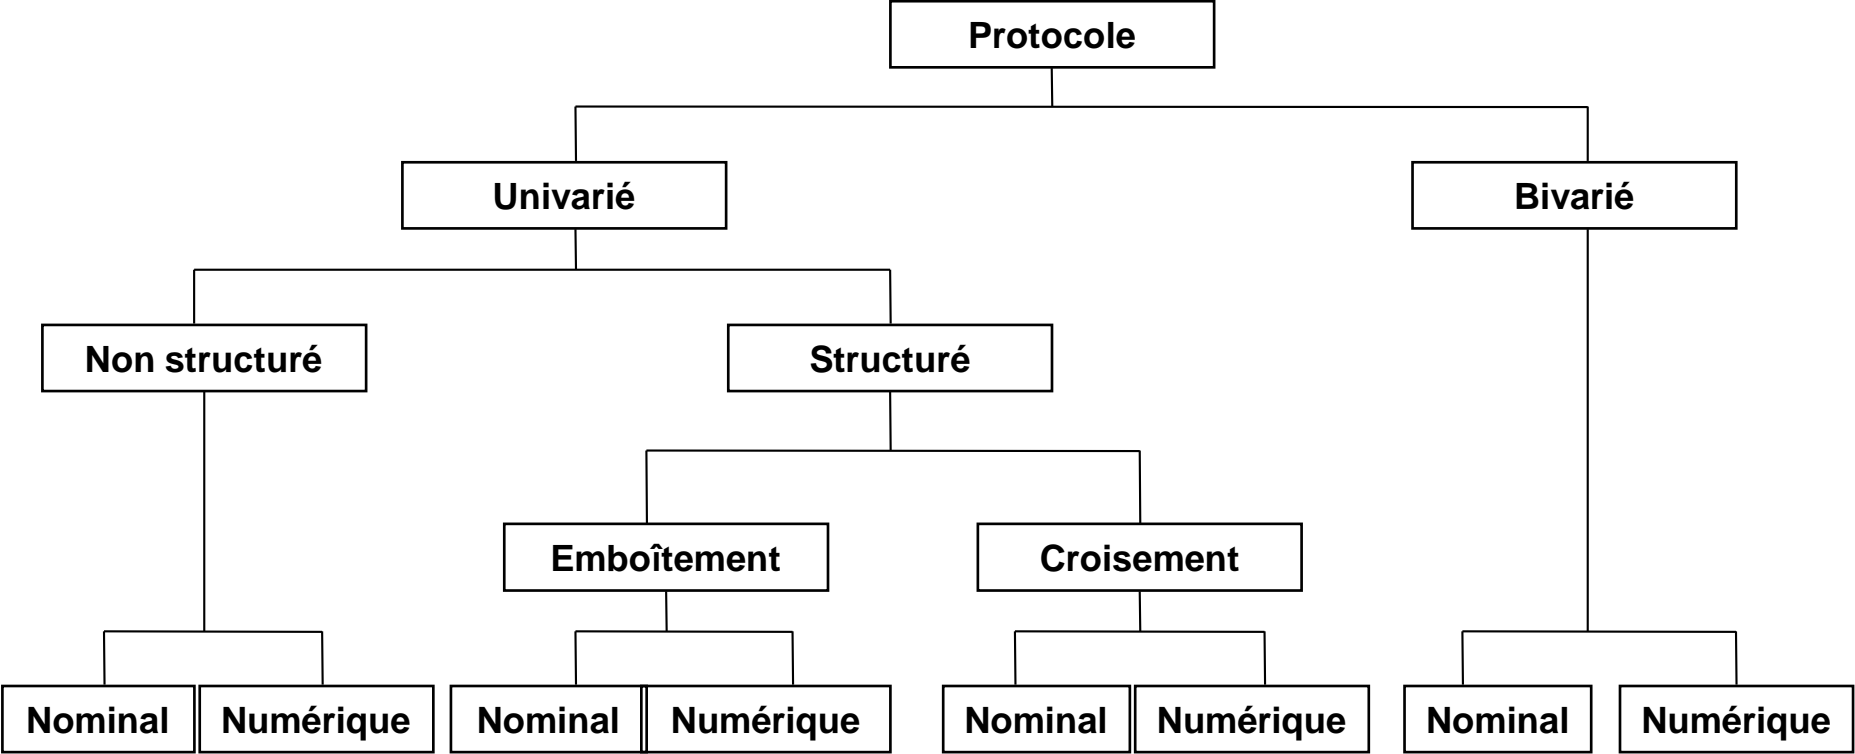 Protocole
Univarié
Bivarié
Non structuré
Structuré
Emboîtement
Croisement
Nominal
Numérique
Nominal
Numérique
Nominal
Numérique
Nominal
Numérique